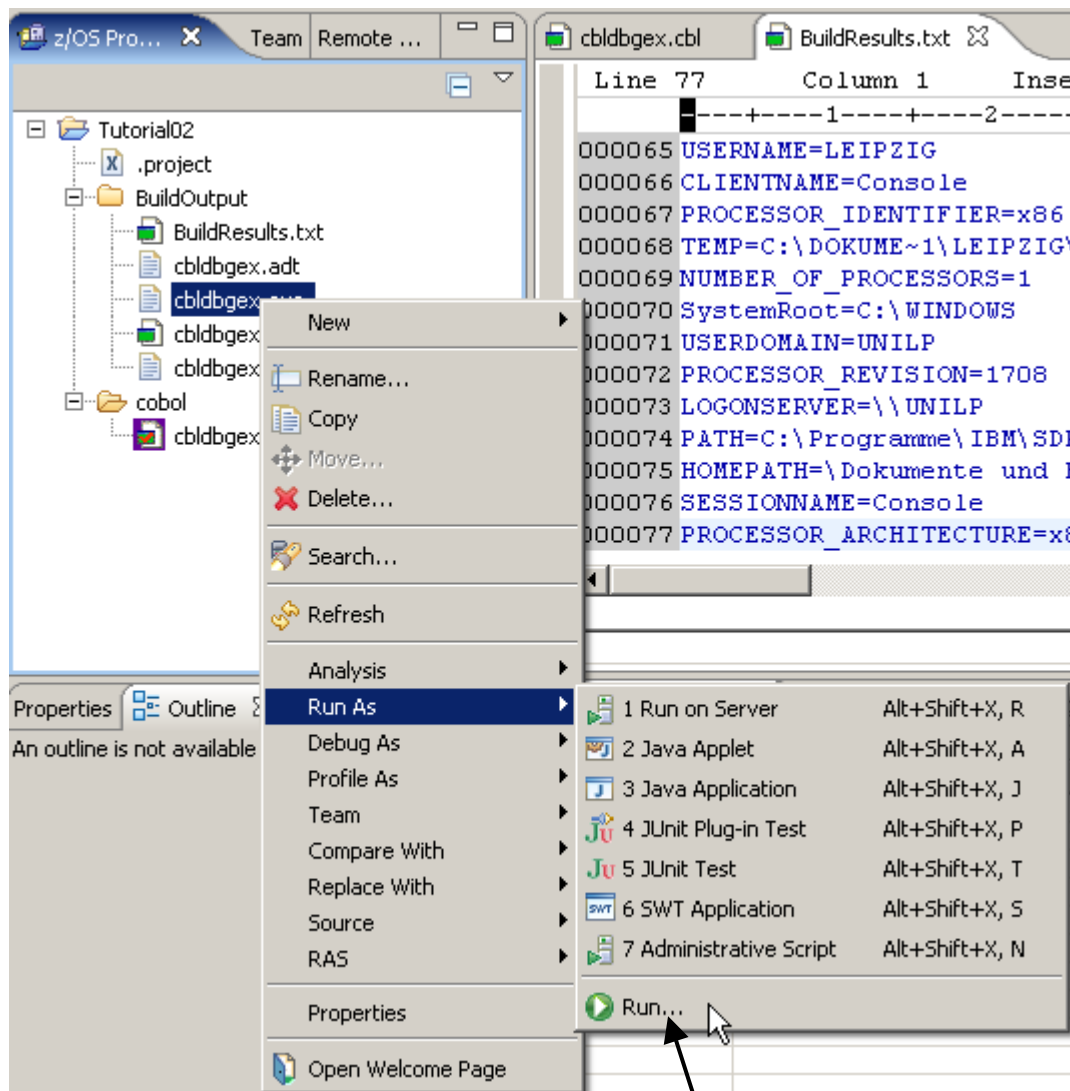 z/OS Pro...
Team
Remote ...
Tutorial02
.project
BuildOutput
BuildResults.txt
cbldbgex.adt
cbldbgex
cbldbgex
cbldbgex
cobol
cbldbgex
cbldbgex.cbl
BuildResults.txt
Line 77 Column 1 Inse
----+----1----+----2-----
000065 USERNAME=LEIPZIG
000066 CLIENTNAME=Console
000067 PROCESSOR_IDENTIFIER=x86
000068 TEMP=C:\DOKUME~1\LEIPZIG\
000069 NUMBER_OF_PROCESSORS=1
000070 SystemRoot=C:\WINDOWS
000071 USERDOMAIN=UNILP
000072 PROCESSOR_REVISION=1708
000073 LOGONSERVER=\\UNILP
000074 PATH=C:\Programme\IBM\SD
000075 HOMEPATH=\Dokumente und
000076 SESSIONNAME=Console
000077 PROCESSOR_ARCHITECTURE=x8
Properties
Outline
An outline is not available
New
Rename...
Copy
Move...
Delete...
Search...
Refresh
Analysis
Run As
Debug As
Profile As
Team
Compare With
Replace With
Source
RAS
Properties
Open Welcome Page
1 Run on Server Alt+Shift+X, R
2 Java Applet Alt+Shift+X, A
3 Java Application Alt+Shift+X, J
4 JUnit Plug-in Test Alt+Shift+X, P
5 JUnit Test Alt+Shift+X, T
6 SWT Application Alt+Shift+X, S
7 Administrative Script Alt+Shift+X, N
Run...